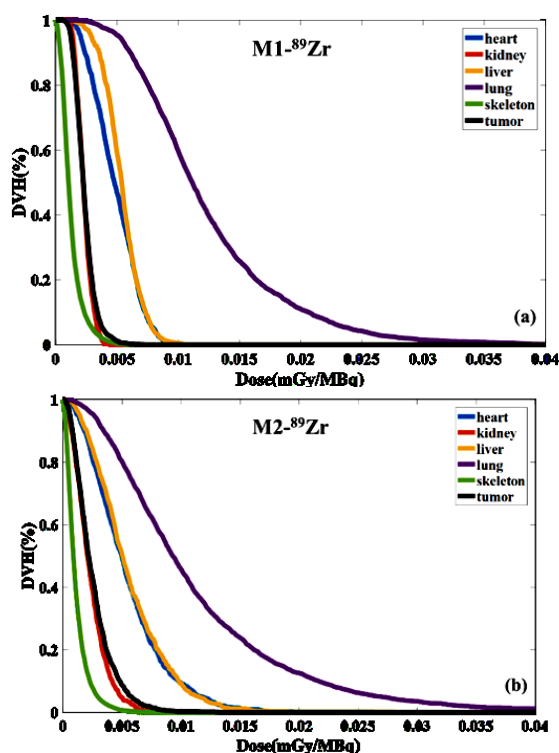 M1-⁸⁹Zr
heart
kidney
liver
lung
skeleton
tumor
DVH(%)
1
0.8
0.6
0.4
0.2
0
(a)
0 0.005 0.01 0.015 0.02 0.025 0.03 0.035 0.04
Dose(mGy/MBq)
M2-⁸⁹Zr
heart
kidney
liver
lung
skeleton
tumor
DVH(%)
1
0.8
0.6
0.4
0.2
0
(b)
0 0.005 0.01 0.015 0.02 0.025 0.03 0.035 0.04
Dose(mGy/MBq)